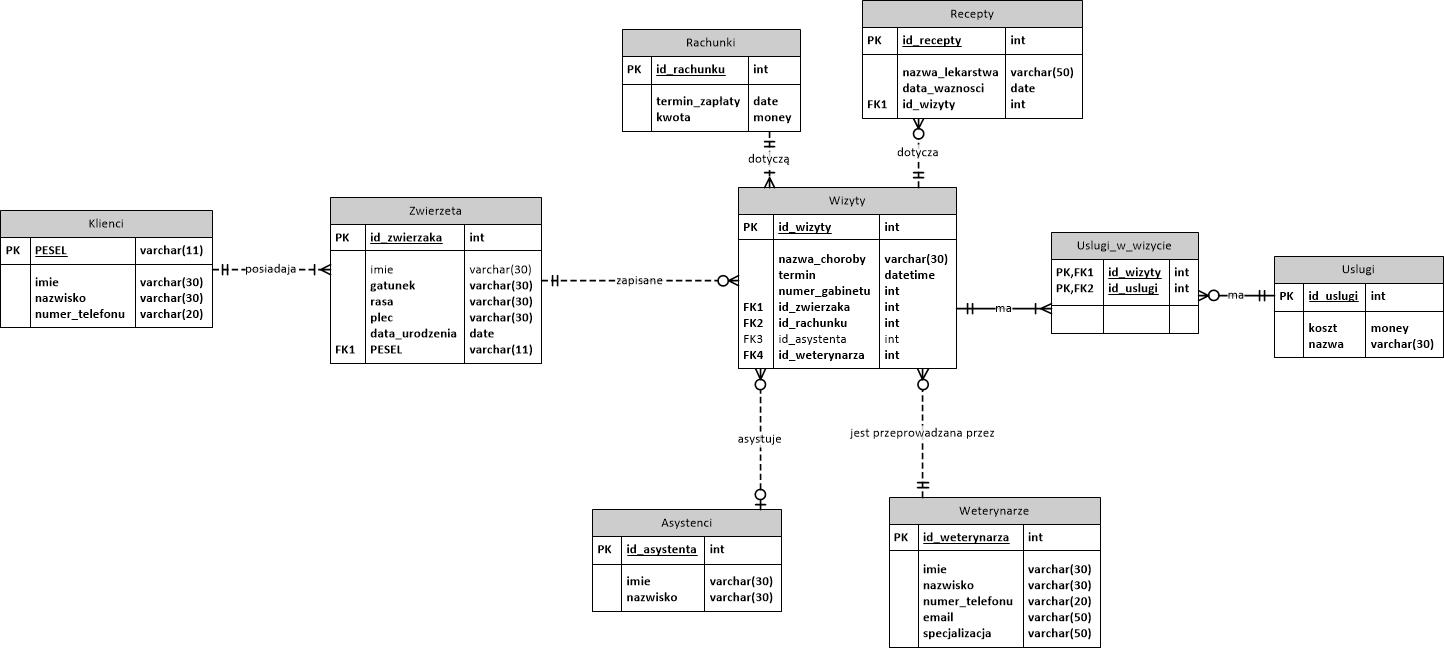 Recepty
PK id_recepty int
nazwa_lekarstwa varchar(50)
data_waznosci date
FK1 id_wizyty int
Rachunki
PK id_rachunku int
termin_zapłaty date
kwota money
dotyczą
dotycza
Klienci
PK PESEL varchar(11)
imie varchar(30)
nazwisko varchar(30)
numer_telefonu varchar(20)
posiadaja
Zwierzeta
PK id_zwierzaka int
imie varchar(30)
gatunek varchar(30)
rasa varchar(30)
plec varchar(30)
data_urodzenia date
FK1 PESEL varchar(11)
zapisane
Wizyty
PK id_wizyty int
nazwa_choroby varchar(30)
termin datetime
numer_gabinetu int
FK1 id_zwierzaka int
FK2 id_rachunku int
FK3 id_asystenta int
FK4 id_weterynarza int
ma
Uslugi_w_wizycie
PK,FK1 id_wizyty int
PK,FK2 id_uslugi int
ma
Uslugi
PK id_uslugi int
koszt money
nazwa varchar(30)
asystuje
jest przeprowadzana przez
Asystenci
PK id_asystenta int
imie varchar(30)
nazwisko varchar(30)
Weterynarze
PK id_weterynarza int
imie varchar(30)
nazwisko varchar(30)
numer_telefonu varchar(20)
email varchar(50)
specjalizacja varchar(50)